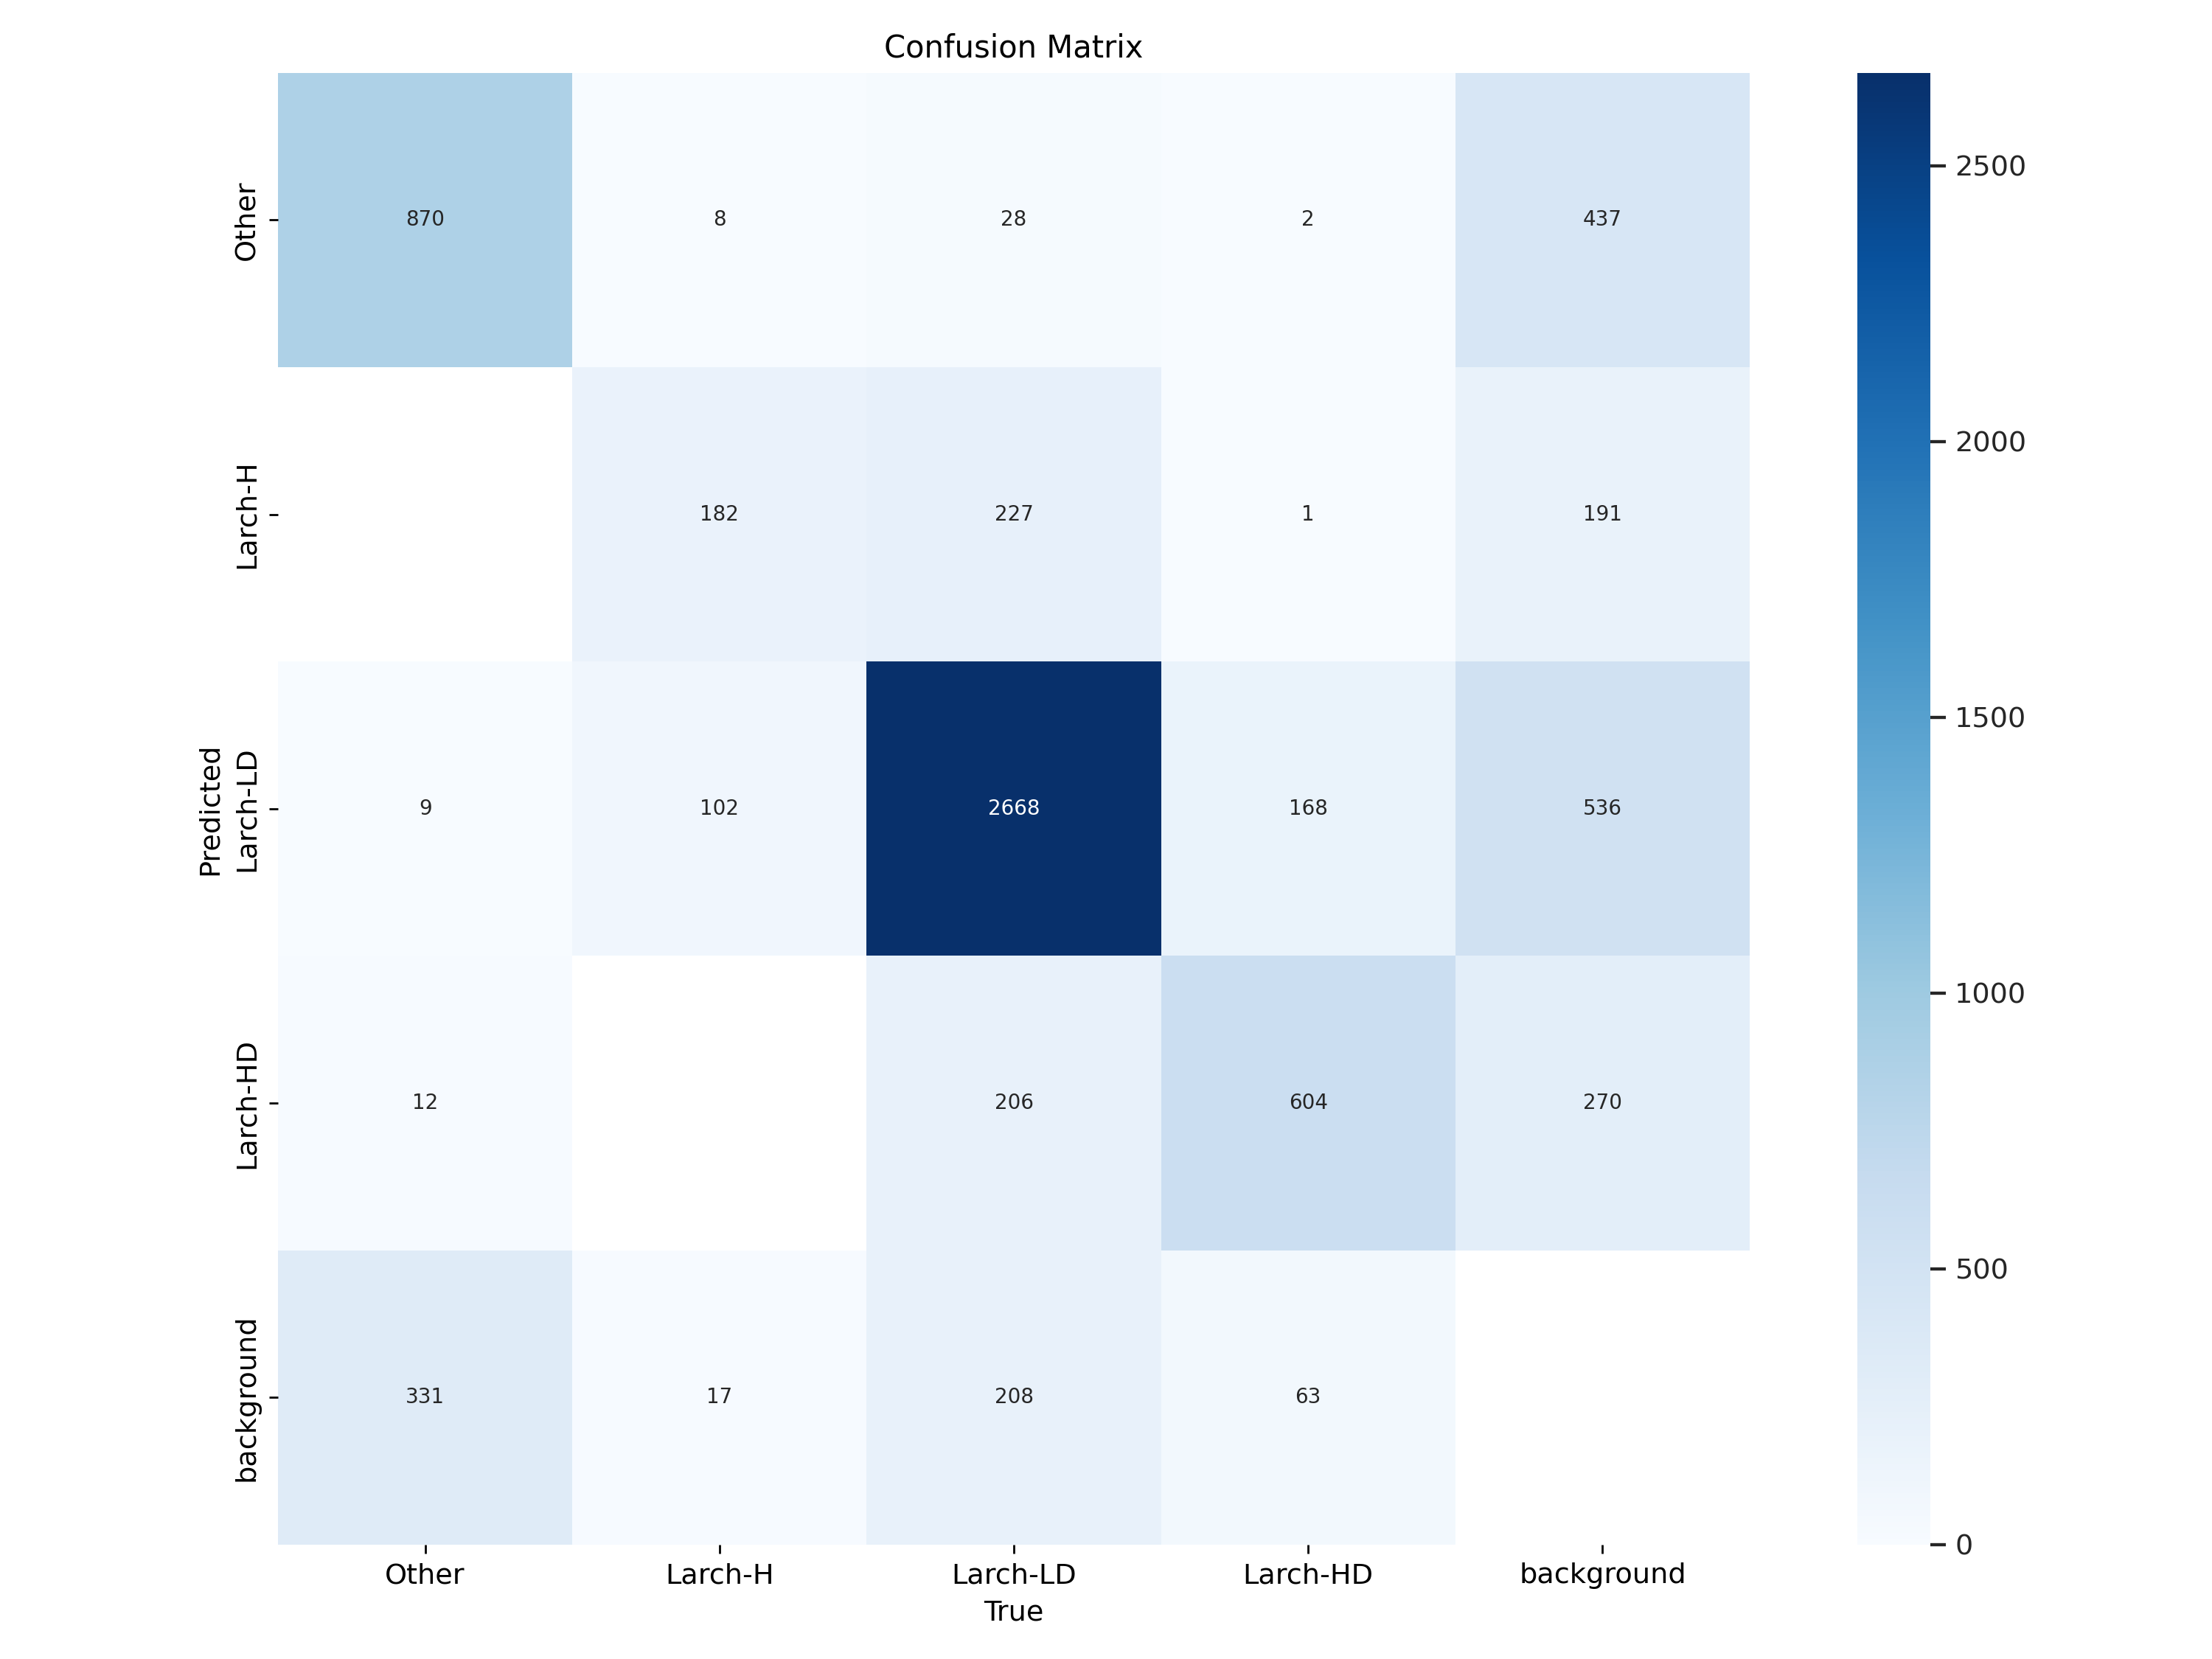 Confusion Matrix
Other 870 8 28 2 437
Larch-H 182 227 1 191
Larch-LD 9 102 2668 168 536
Larch-HD 12 206 604 270
background 331 17 208 63
Predicted
Other Larch-H Larch-LD Larch-HD background
True
2500
2000
1500
1000
500
0